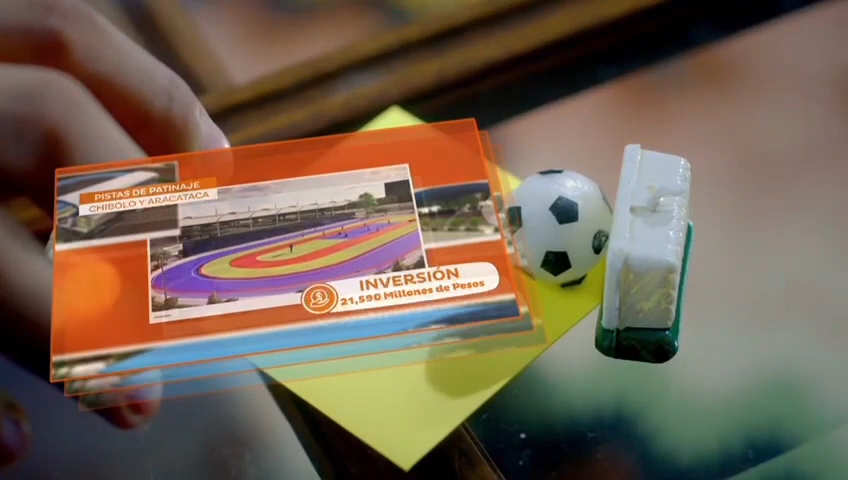 PISTAS DE PATINAJE
CHIBOLO Y ARACATACA
INVERSIÓN
21,590 Millones de Pesos